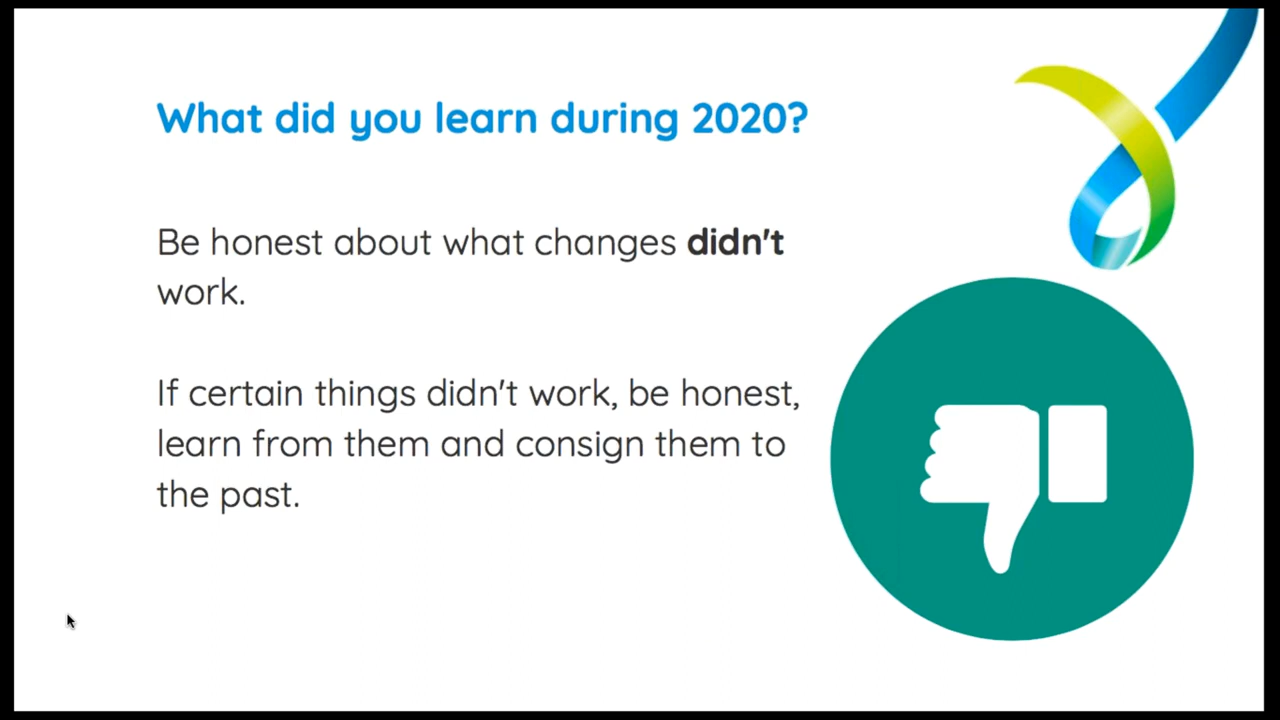 What did you learn during 2020?
Be honest about what changes didn't
work.
If certain things didn't work, be honest,
learn from them and consign them to
the past.